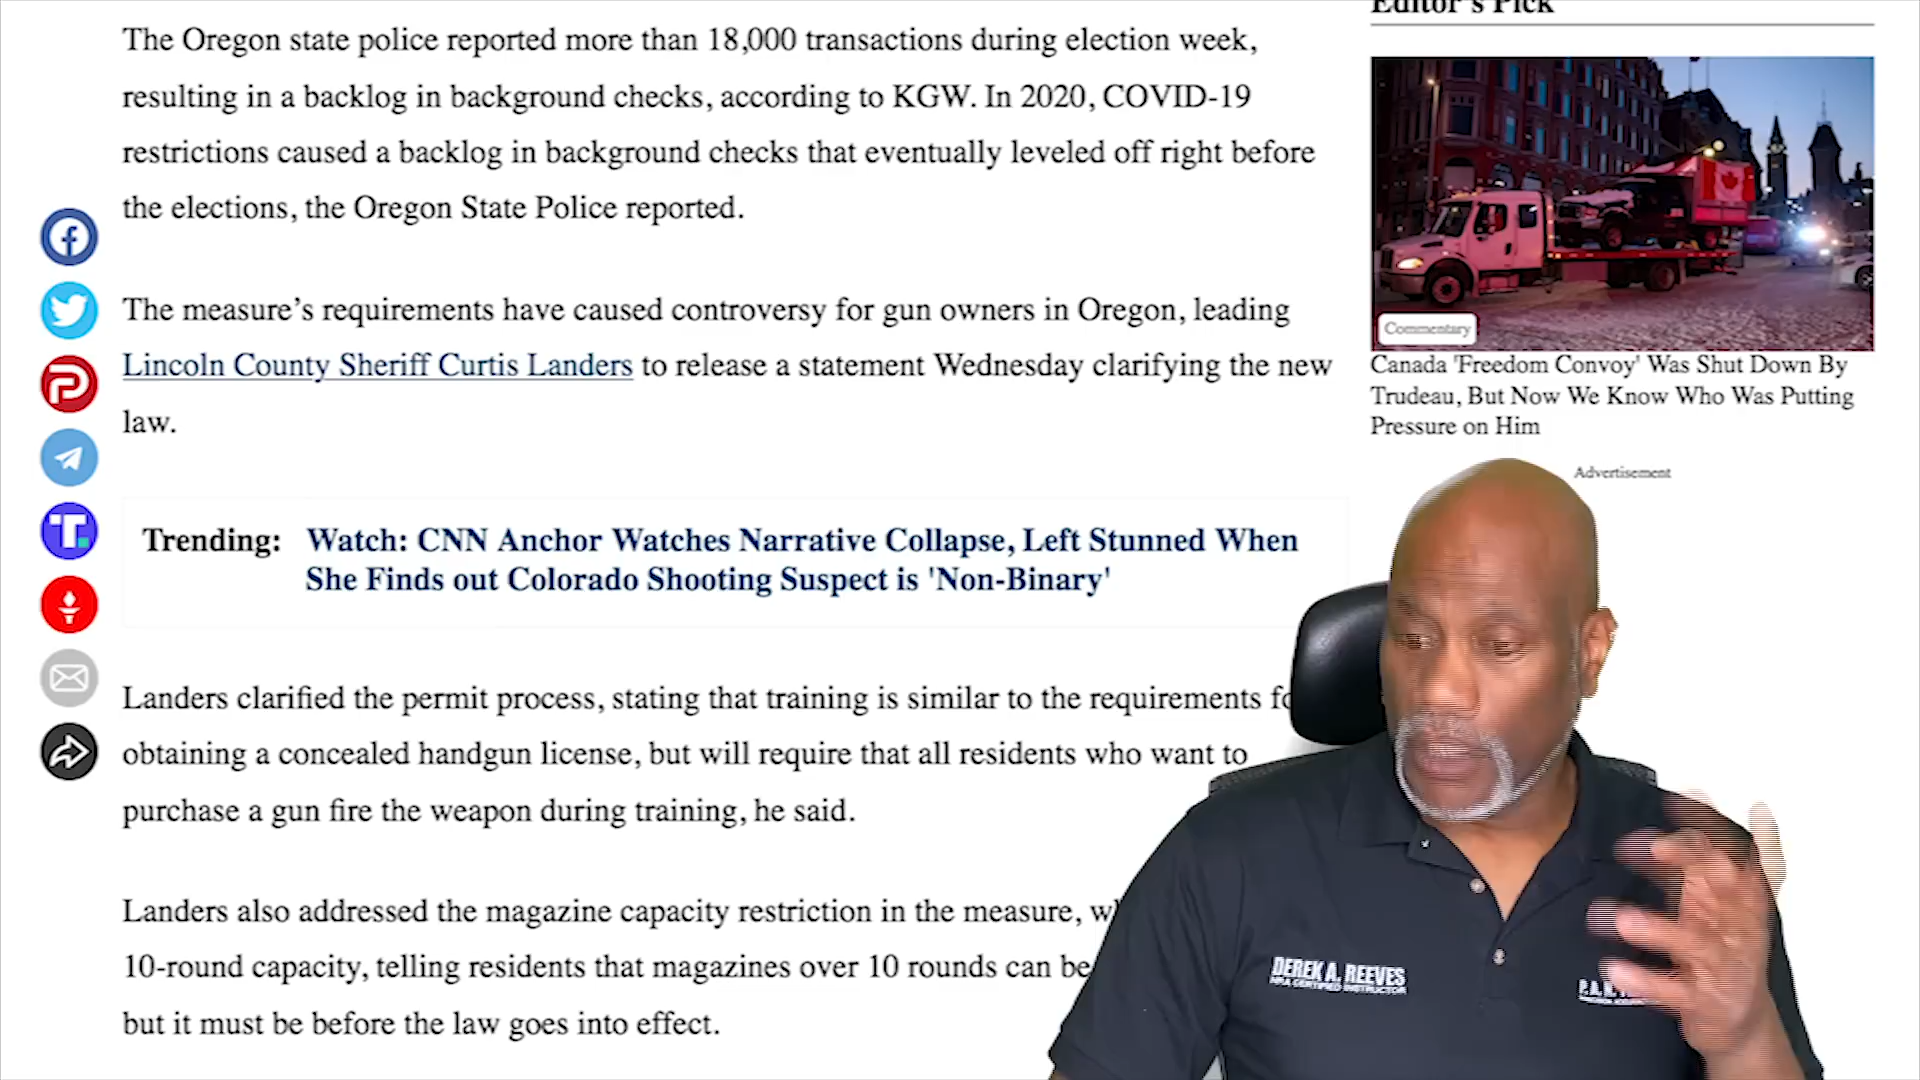 The Oregon state police reported more than 18,000 transactions during election week,
resulting in a backlog in background checks, according to KGW. In 2020, COVID-19
restrictions caused a backlog in background checks that eventually leveled off right before
the elections, the Oregon State Police reported.
The measure’s requirements have caused controversy for gun owners in Oregon, leading
Lincoln County Sheriff Curtis Landers to release a statement Wednesday clarifying the new
law.
Trending: Watch: CNN Anchor Watches Narrative Collapse, Left Stunned When
She Finds out Colorado Shooting Suspect is 'Non-Binary'
Landers clarified the permit process, stating that training is similar to the requirements
obtaining a concealed handgun license, but will require that all residents who want to
purchase a gun fire the weapon during training, he said.
Landers also addressed the magazine capacity restriction in the measure,
10-round capacity, telling residents that magazines over 10 rounds can be
but it must be before the law goes into effect.
Editor's Pick
Commentary
Canada 'Freedom Convoy' Was Shut Down By
Trudeau, But Now We Know Who Was Putting
Pressure on Him
Advertisement
DEREK A. REEVES
NRA CERTIFIED INSTRUCTOR